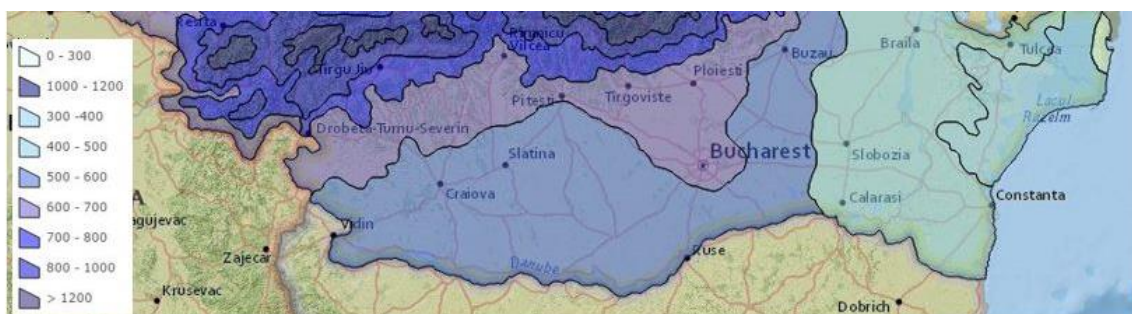 0 - 300
1000 - 1200
300 -400
400 - 500
500 - 600
600 - 700
700 - 800
800 - 1000
> 1200
Resita
Rimnicu
Vilcea
Tirgu Jiu
Buzau
Braila
Tulcea
Ploiesti
Pitesti
Tirgoviste
Lacul
Razelm
Drobeta-Turnu-Severin
Slatina
Bucharest
Slobozia
Craiova
Calarasi
Constanta
agujevac
Vidin
Zajecar
Danube
Ruse
Krusevac
Dobrich